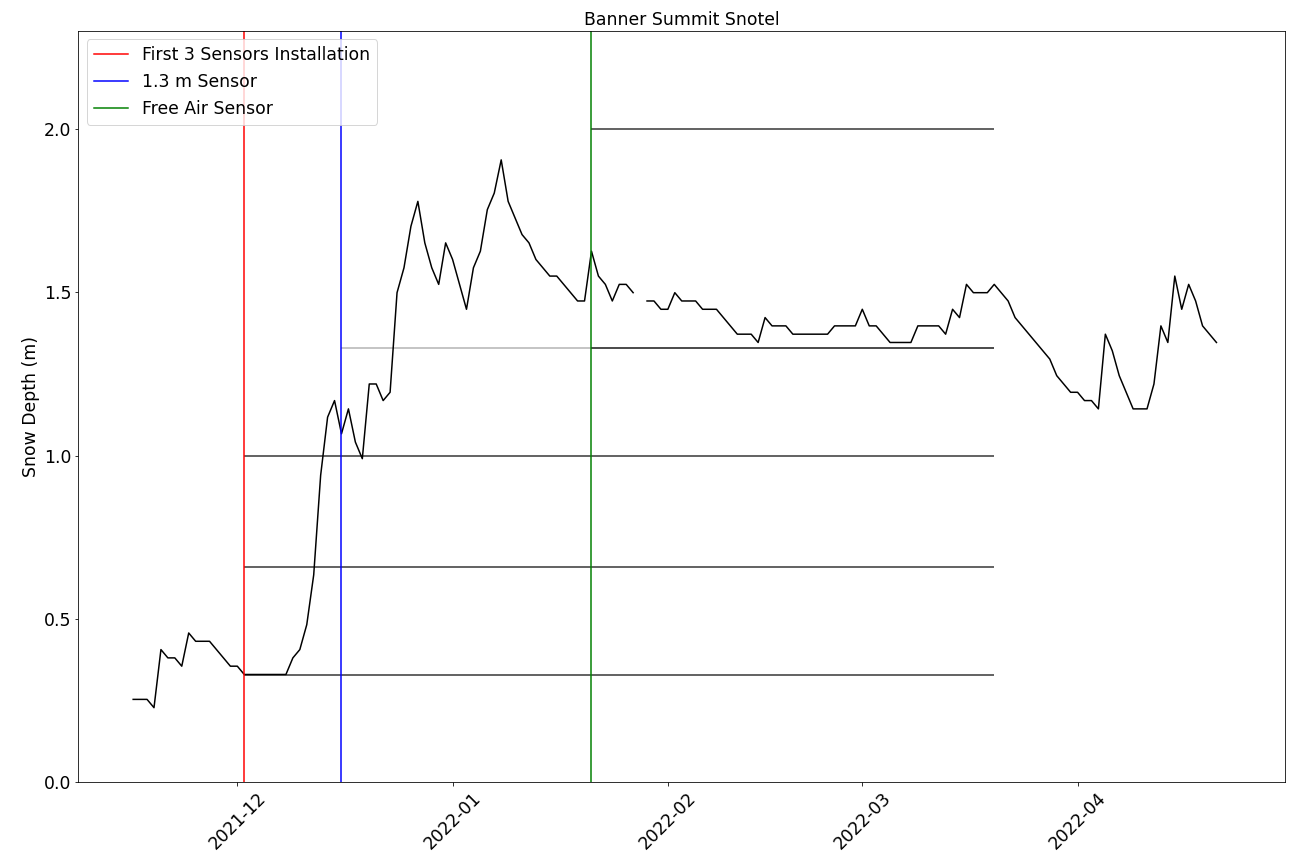 Banner Summit Snotel
First 3 Sensors Installation
1.3 m Sensor
Free Air Sensor
Snow Depth (m)
2.0
1.5
1.0
0.5
0.0
2021-12
2022-01
2022-02
2022-03
2022-04